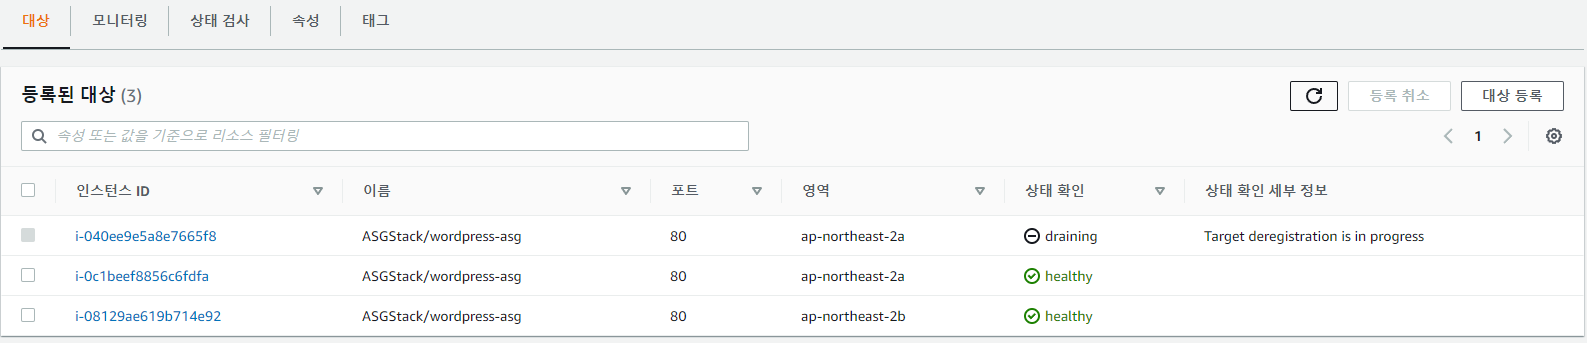 대상 모니터링 상태 검사 속성 태그
등록된 대상 (3) 등록 취소 대상 등록
속성 또는 값을 기준으로 리소스 필터링 1
인스턴스 ID 이름 포트 영역 상태 확인 상태 확인 세부 정보
i-040ee9e5a8e7665f8 ASGStack/wordpress-asg 80 ap-northeast-2a draining Target deregistration is in progress
i-0c1beef8856c6fdfa ASGStack/wordpress-asg 80 ap-northeast-2a healthy
i-08129ae619b714e92 ASGStack/wordpress-asg 80 ap-northeast-2b healthy